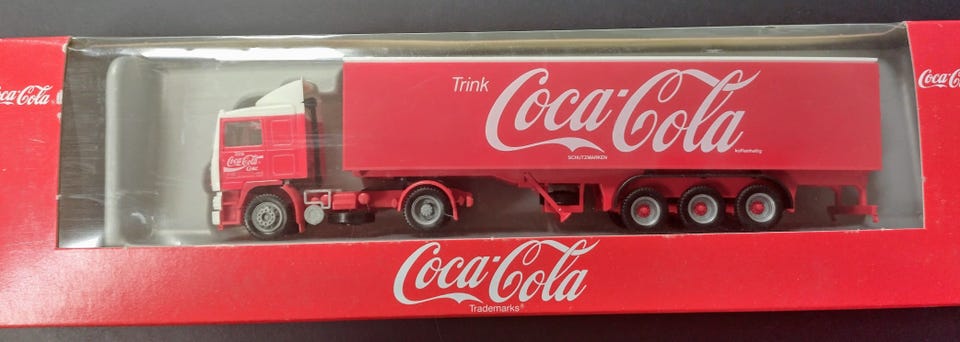 Coca-Cola
Coca-Cola
Trink
Coca-Cola
koffeinhaltig
SCHUTZMARKEN
Coca-Cola
Coca-Cola
Trademarks®